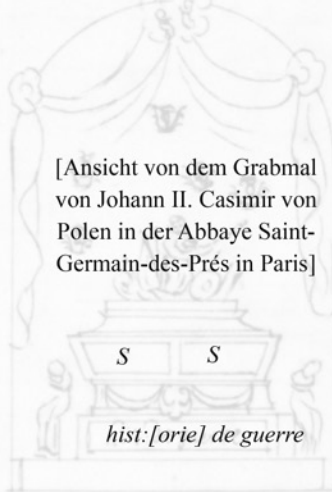 [Ansicht von dem Grabmal
von Johann II. Casimir von
Polen in der Abbaye Saint-
Germain-des-Prés in Paris]
S S
hist:[orie] de guerre